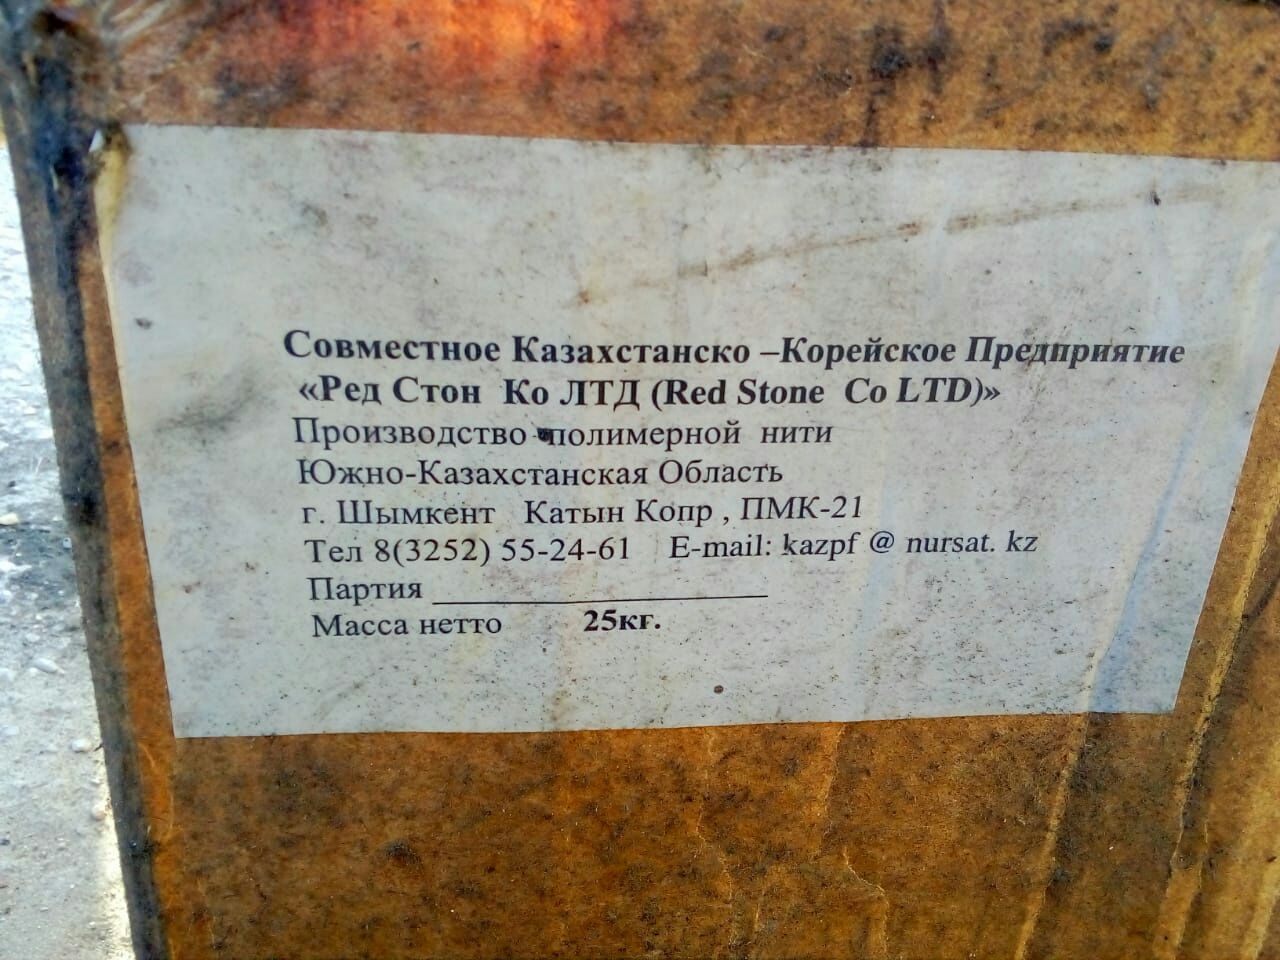 Совместное Казахстанско –Корейское Предприятие
«Ред Стон Ко ЛТД (Red Stone Co LTD)»
Производство полимерной нити
Южно-Казахстанская Область
г. Шымкент Катын Копр , ПМК-21
Тел 8(3252) 55-24-61 E-mail: kazpf @ nursat. kz
Партия _______________________
Масса нетто 25кг.